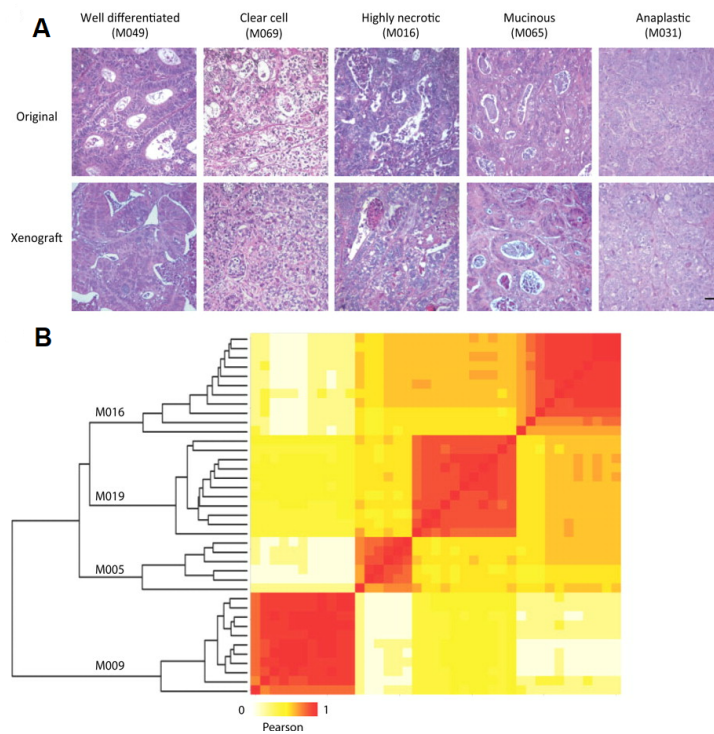 A
Well differentiated
(M049)
Clear cell
(M069)
Highly necrotic
(M016)
Mucinous
(M065)
Anaplastic
(M031)
Original
Xenograft
B
M016
M019
M005
M009
0
1
Pearson